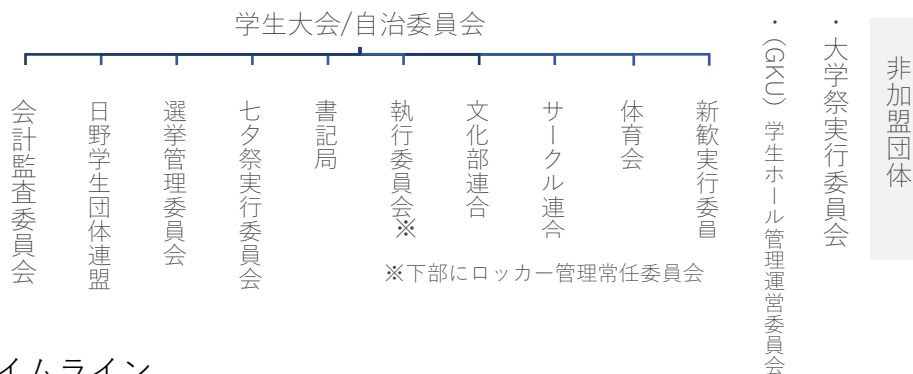 学生大会/自治委員会
会計監査委員会
日野学生団体連盟
選挙管理委員会
七夕祭実行委員会
書記局
執行委員会※
文化部連合
サークル連合
体育会
新歓実行委員
※下部にロッカー管理常任委員会
非加盟団体
・大学祭実行委員会
・(GKU) 学生ホール管理運営委員会
イムライン